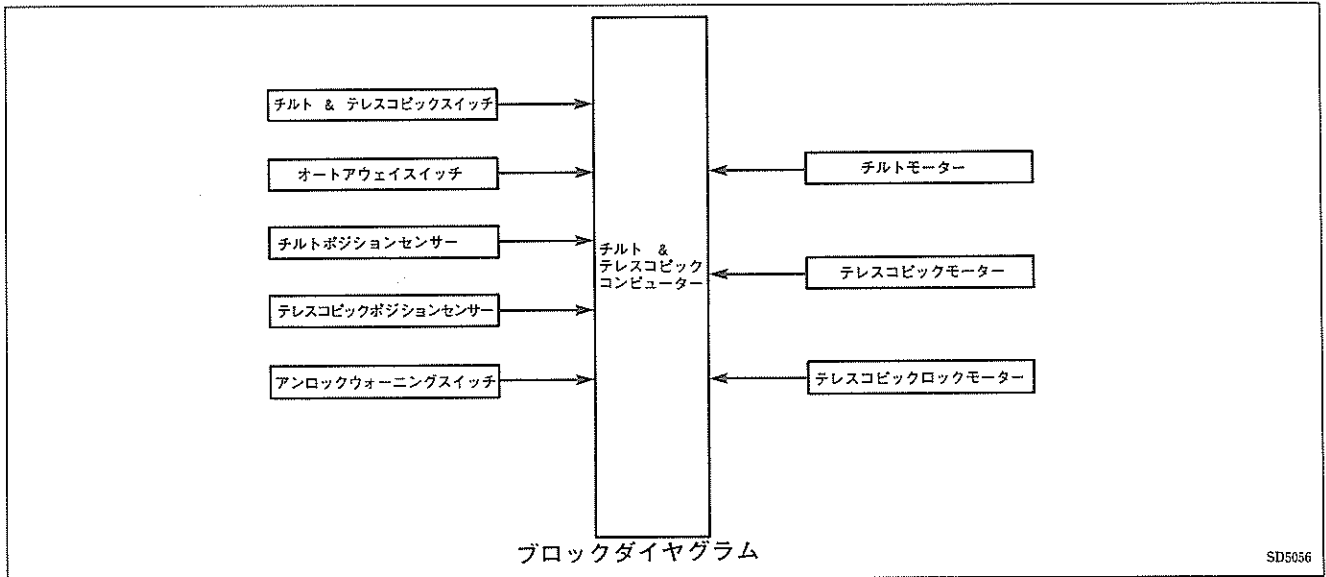 チルト & テレスコピックスイッチ
オートアウェイスイッチ
チルトポジションセンサー
テレスコピックポジションセンサー
アンロックウォーニングスイッチ
チルト &
テレスコピック
コンピューター
チルトモーター
テレスコピックモーター
テレスコピックロックモーター
ブロックダイヤグラム
SD5056